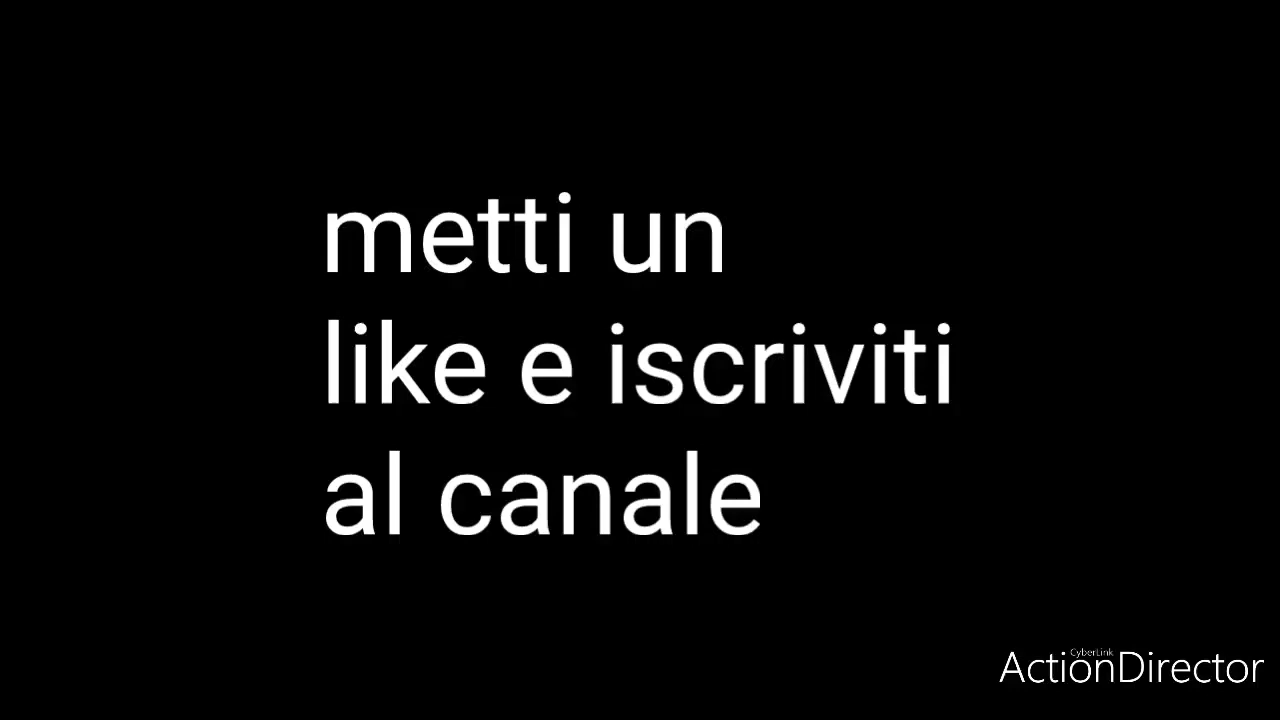 metti un
like e iscriviti
al canale
CyberLink
ActionDirector